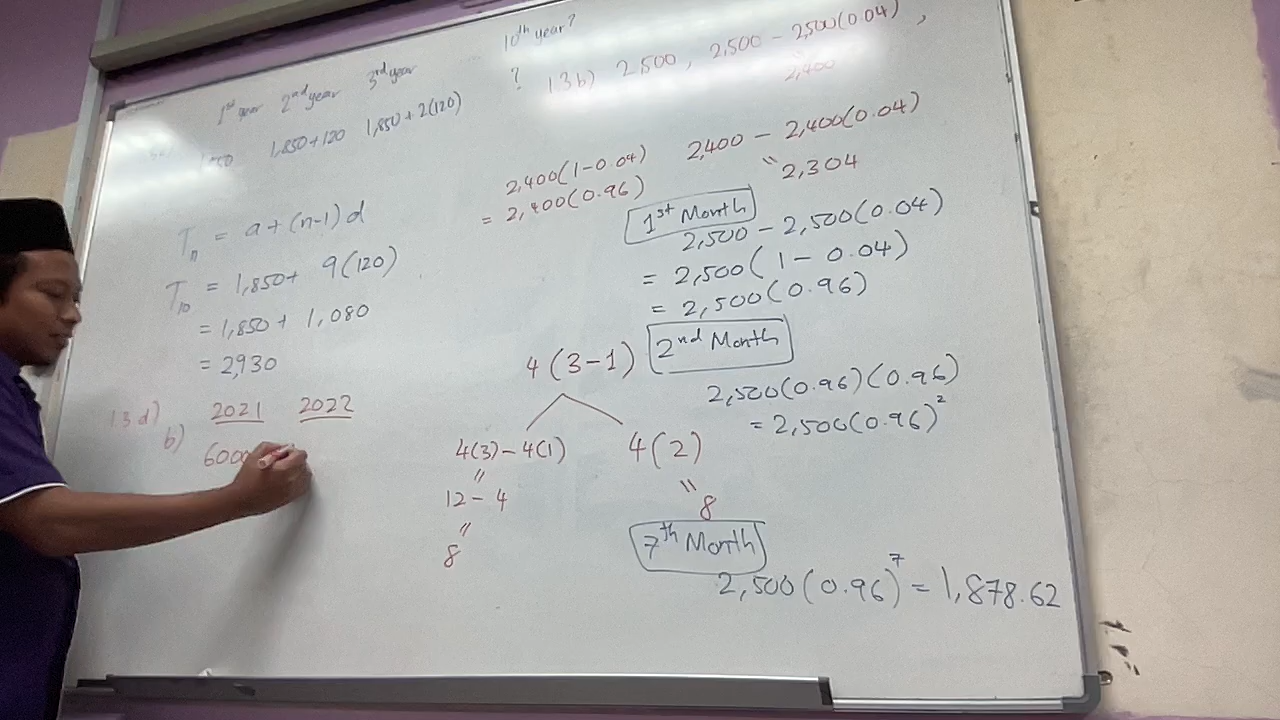 10th year?
1st year 2nd year 3rd year
?
1,850+120 1,850+2(120)
Tn = a+(n-1)d
T10 = 1,850+ 9(120)
= 1,850+ 1,080
= 2,930
13d) 2021 2022
b) 6000
13b) 2,500, 2,500 - 2,500(0.04),
2,400
2,400(1-0.04) 2,400 - 2,400(0.04)
= 2,400(0.96) " 2,304
1st Month
2,500 - 2,500(0.04)
= 2,500(1 - 0.04)
= 2,500(0.96)
4(3-1)
4(3)-4(1) 4(2)
" "
12 - 4 8
"
8
2nd Month
2,500(0.96)(0.96)
= 2,500(0.96)²
7th Month
2,500(0.96)⁷ = 1,878.62